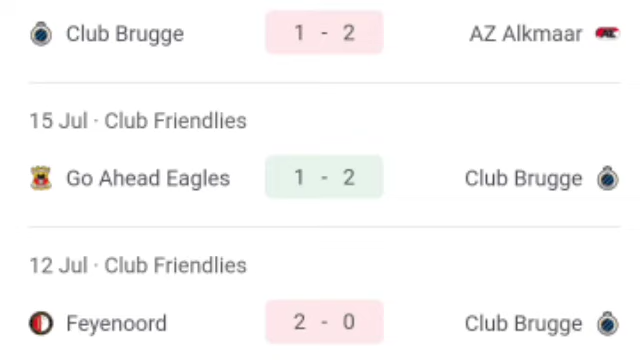 Club Brugge 1 - 2 AZ Alkmaar AZ
15 Jul · Club Friendlies
Go Ahead Eagles 1 - 2 Club Brugge
12 Jul · Club Friendlies
Feyenoord 2 - 0 Club Brugge